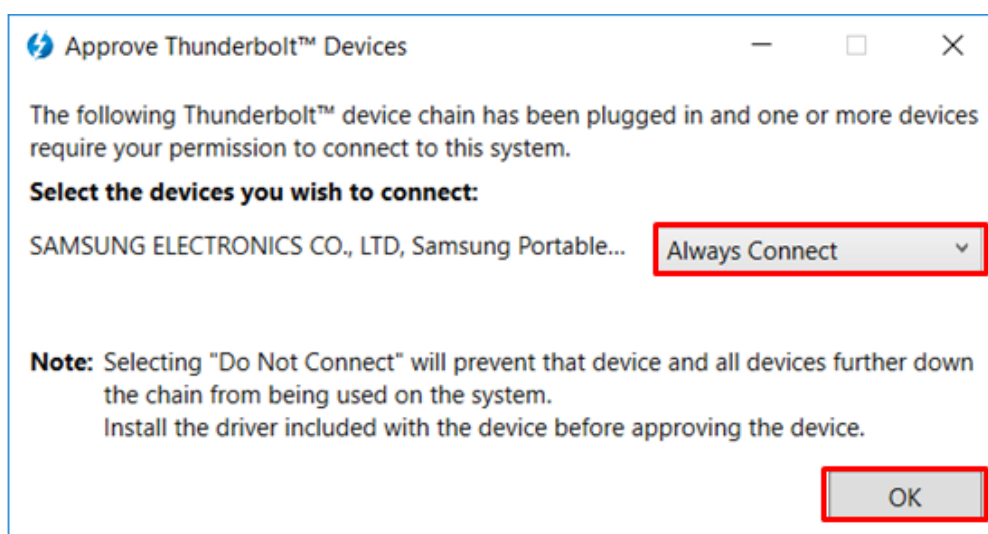 Approve Thunderbolt™ Devices
The following Thunderbolt™ device chain has been plugged in and one or more devices
require your permission to connect to this system.
Select the devices you wish to connect:
SAMSUNG ELECTRONICS CO., LTD, Samsung Portable... Always Connect
Note: Selecting "Do Not Connect" will prevent that device and all devices further down
the chain from being used on the system.
Install the driver included with the device before approving the device.
OK